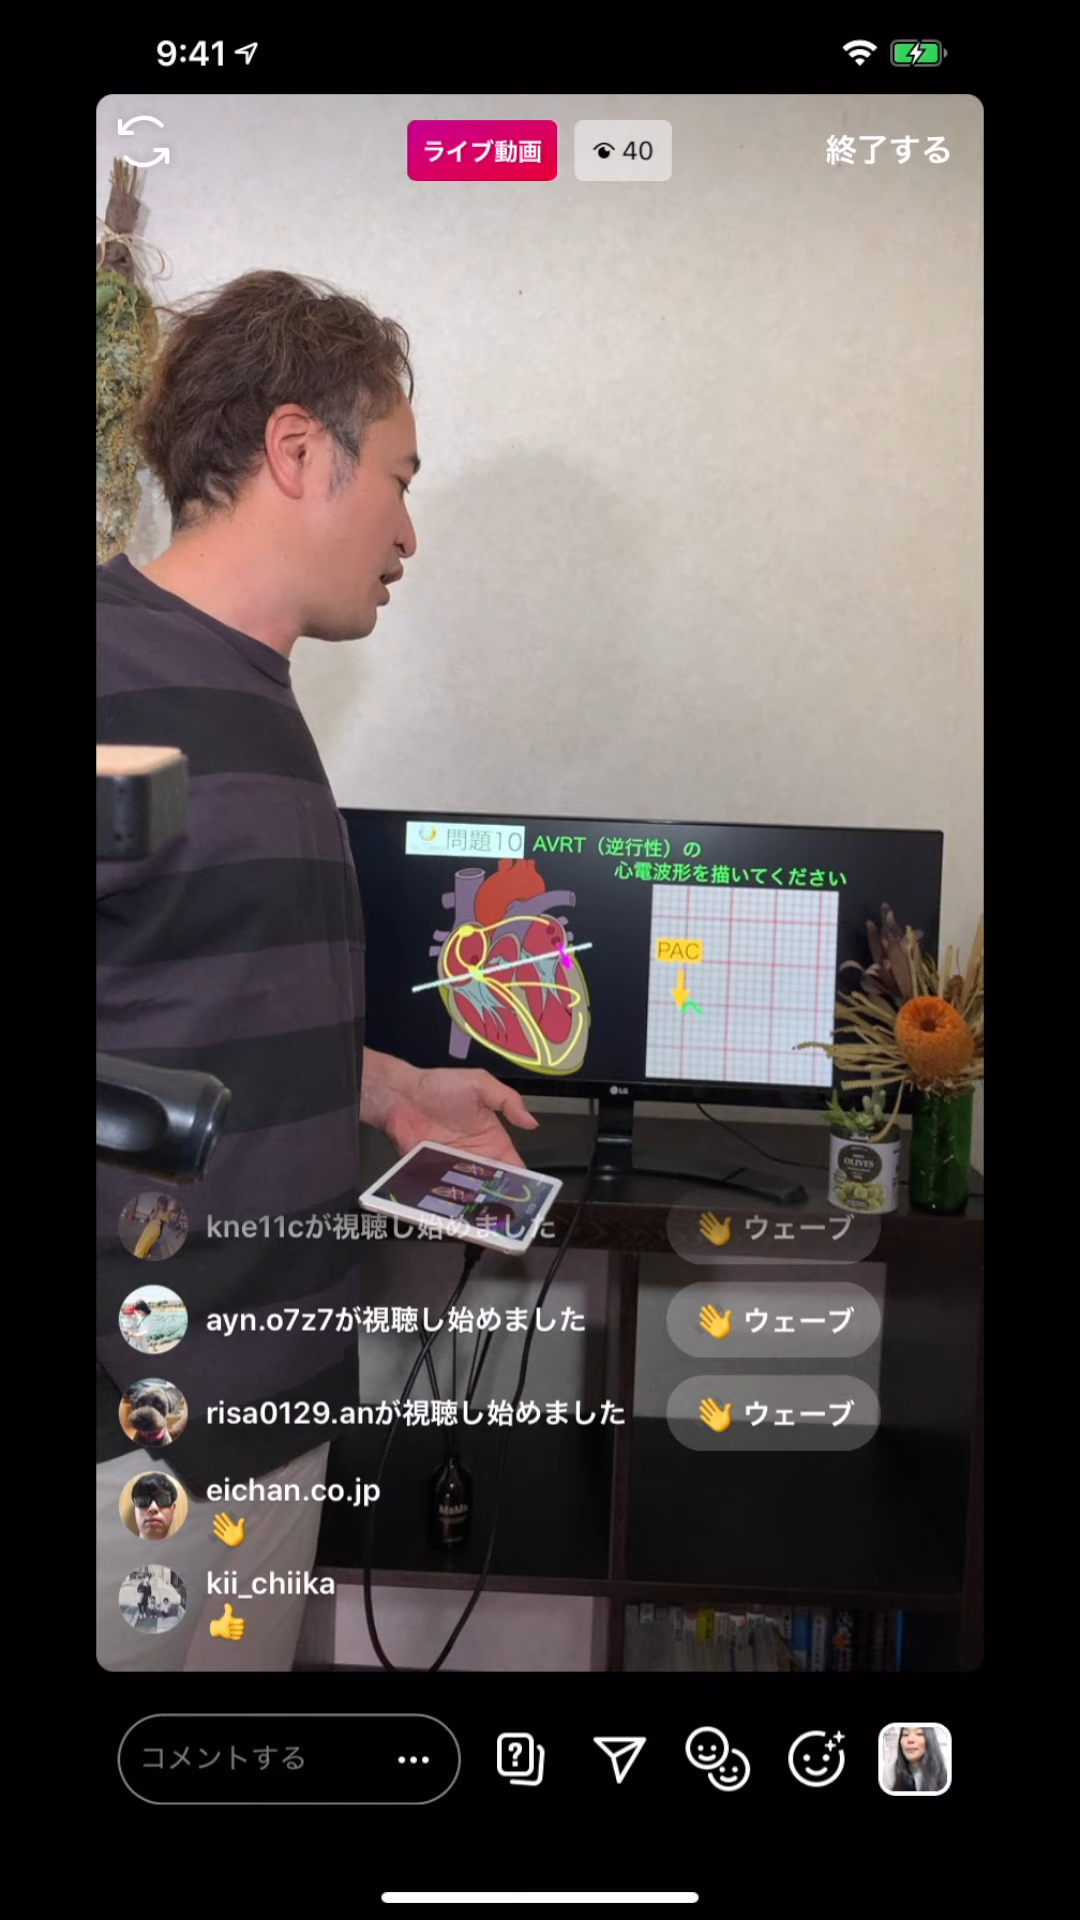 9:41
ライブ動画
40
終了する
問題10
AVRT（逆行性）の
心電波形を描いてください
PAC
LG
OLIVES
kne11cが視聴し始めました
👋 ウェーブ
ayn.o7z7が視聴し始めました
👋 ウェーブ
risa0129.anが視聴し始めました
👋 ウェーブ
eichan.co.jp
👋
kii_chiika
👍
コメントする